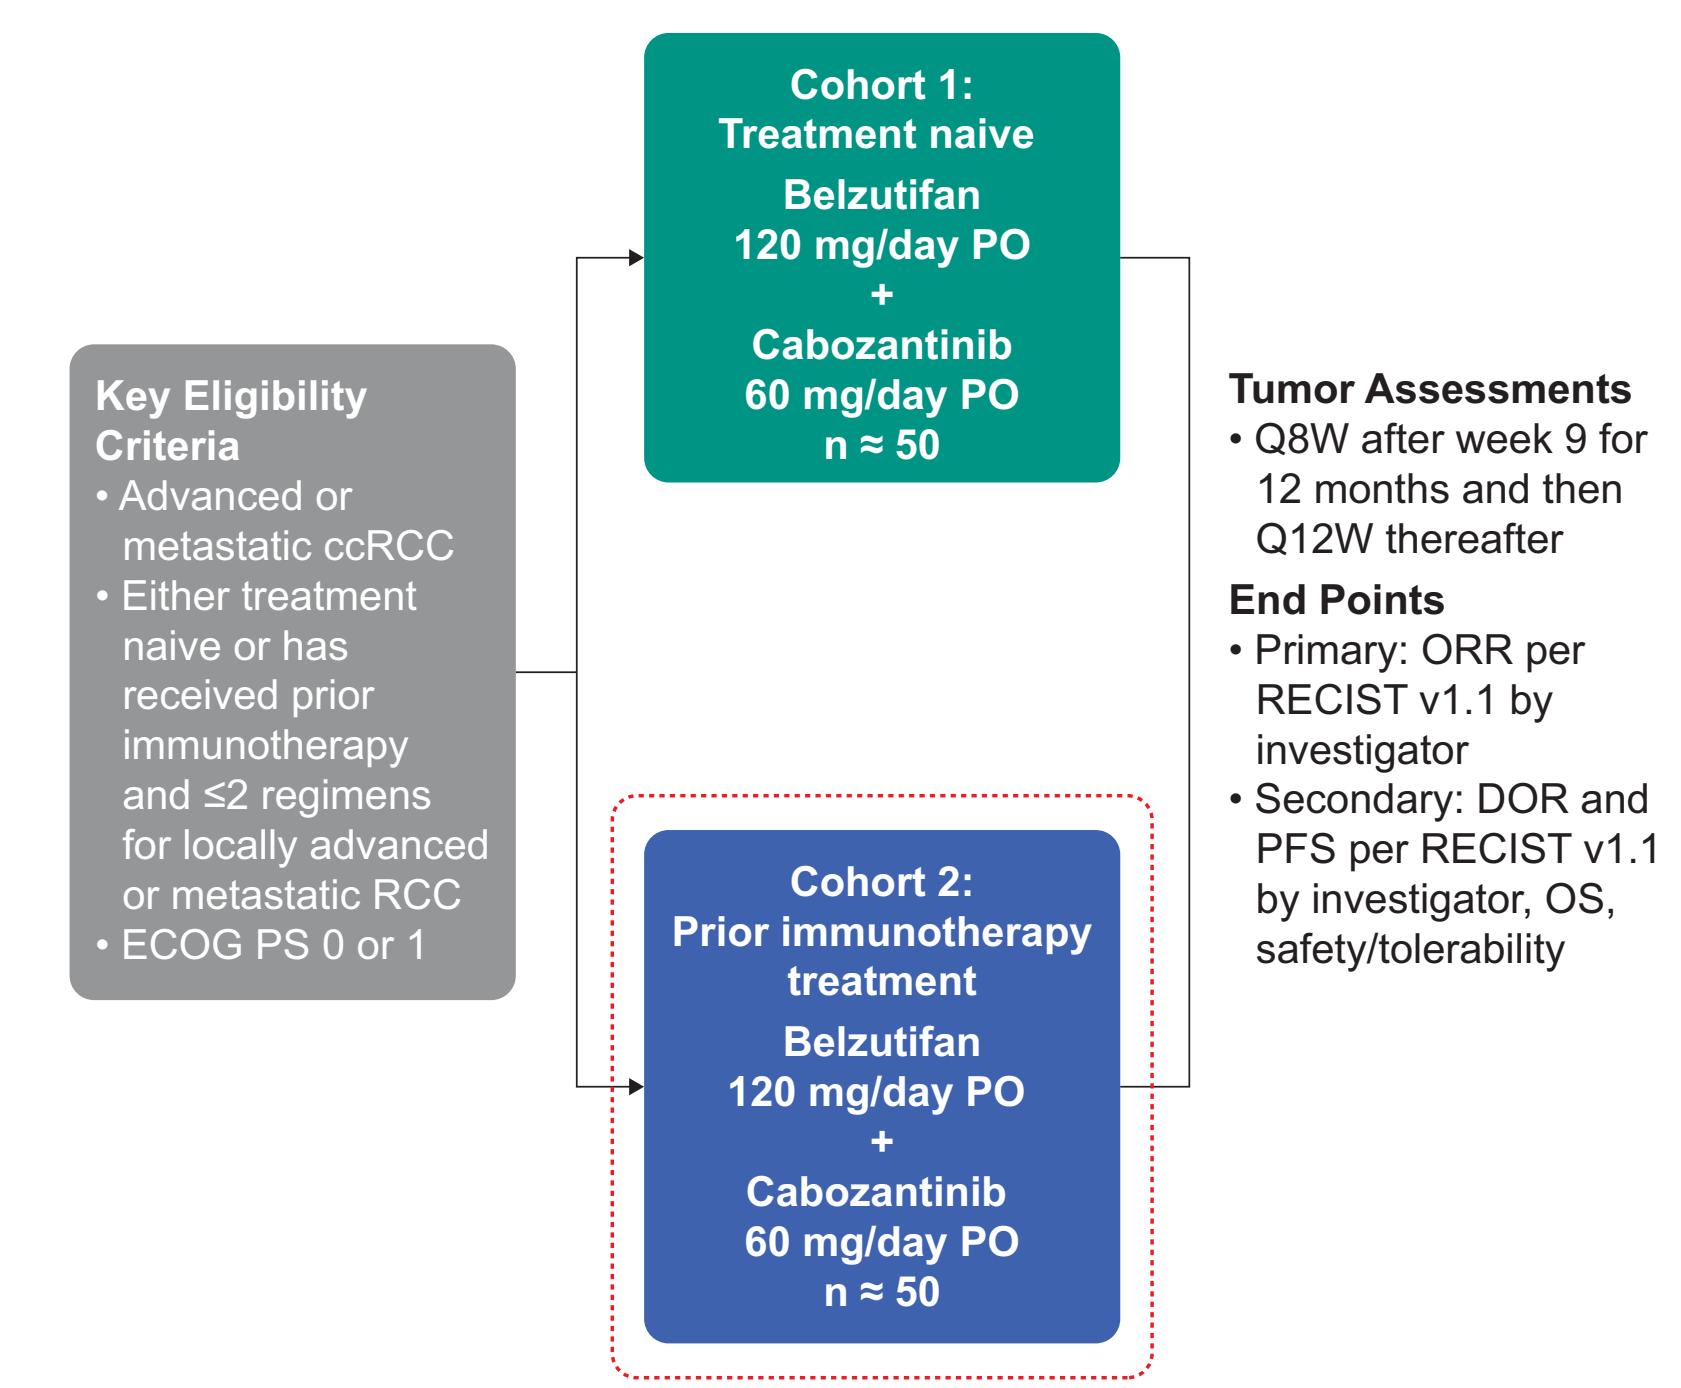 Key Eligibility
Criteria
• Advanced or
metastatic ccRCC
• Either treatment
naive or has
received prior
immunotherapy
and ≤2 regimens
for locally advanced
or metastatic RCC
• ECOG PS 0 or 1
Cohort 1:
Treatment naive
Belzutifan
120 mg/day PO
+
Cabozantinib
60 mg/day PO
n ≈ 50
Cohort 2:
Prior immunotherapy
treatment
Belzutifan
120 mg/day PO
+
Cabozantinib
60 mg/day PO
n ≈ 50
Tumor Assessments
• Q8W after week 9 for
12 months and then
Q12W thereafter
End Points
• Primary: ORR per
RECIST v1.1 by
investigator
• Secondary: DOR and
PFS per RECIST v1.1
by investigator, OS,
safety/tolerability